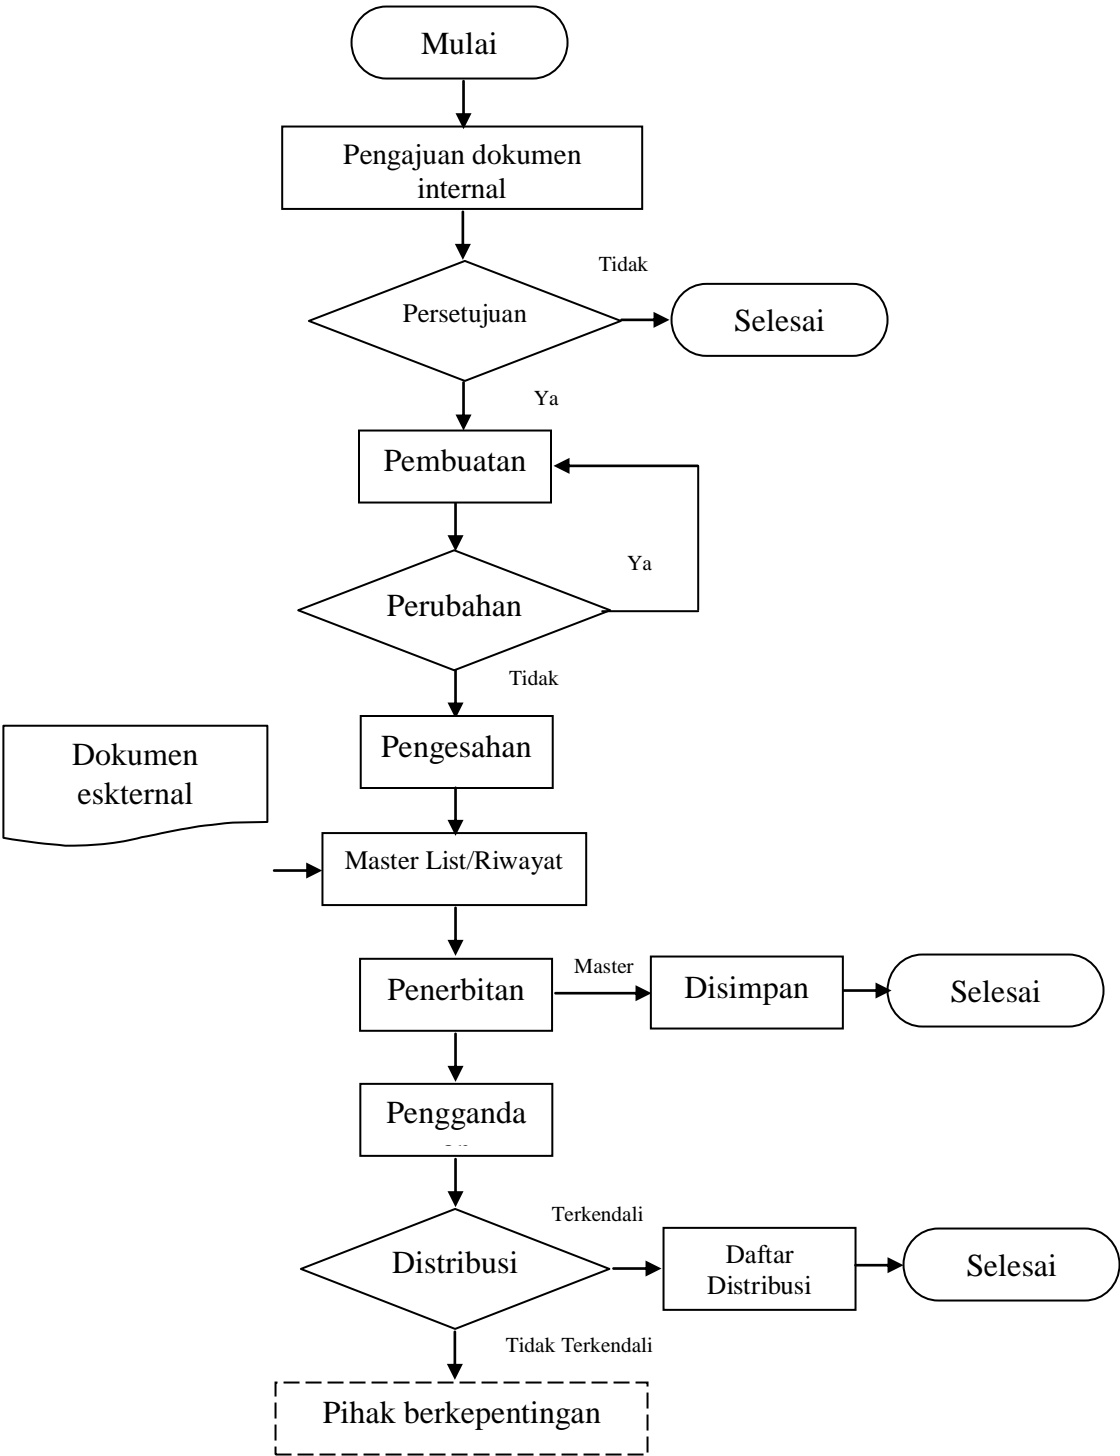 Mulai
Pengajuan dokumen
internal
Tidak
Persetujuan
Selesai
Ya
Pembuatan
Ya
Perubahan
Tidak
Pengesahan
Dokumen
eskternal
Master List/Riwayat
Master
Penerbitan
Disimpan
Selesai
Pengganda
Terkendali
Distribusi
Daftar
Distribusi
Selesai
Tidak Terkendali
Pihak berkepentingan